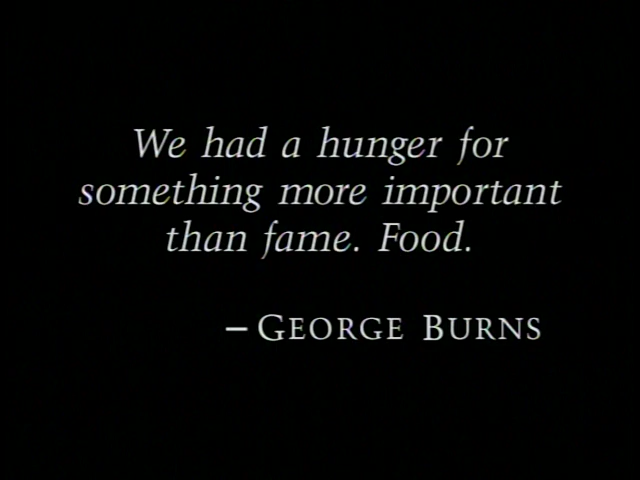 We had a hunger for
something more important
than fame. Food.
– GEORGE BURNS